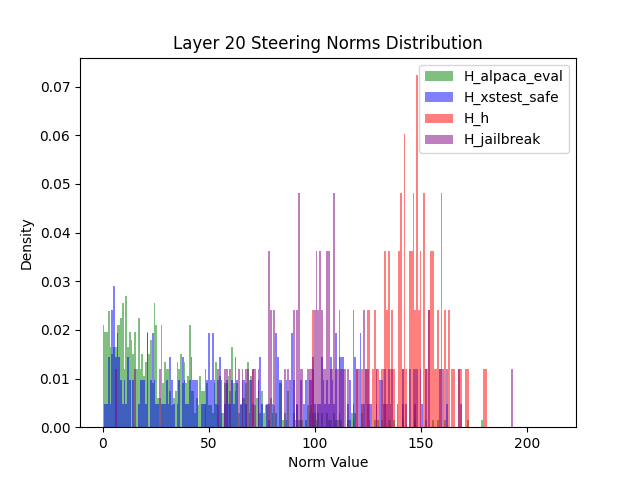 Layer 20 Steering Norms Distribution
H_alpaca_eval
H_xstest_safe
H_h
H_jailbreak
0.07
0.06
0.05
0.04
0.03
0.02
0.01
0.00
Density
0
50
100
150
200
Norm Value